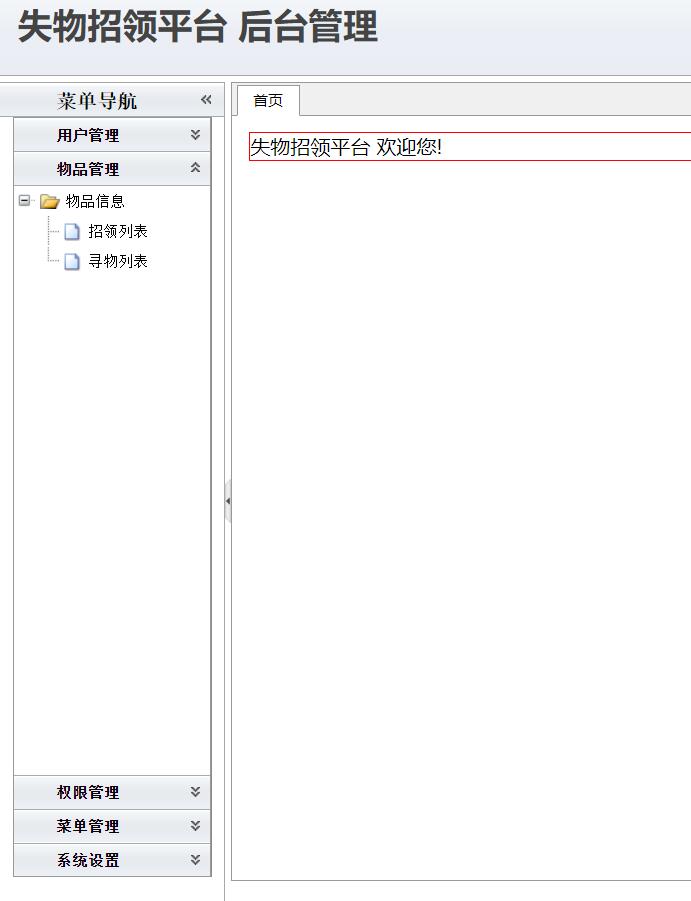 失物招领平台 后台管理
菜单导航
首页
用户管理
物品管理
失物招领平台 欢迎您!
物品信息
招领列表
寻物列表
权限管理
菜单管理
系统设置